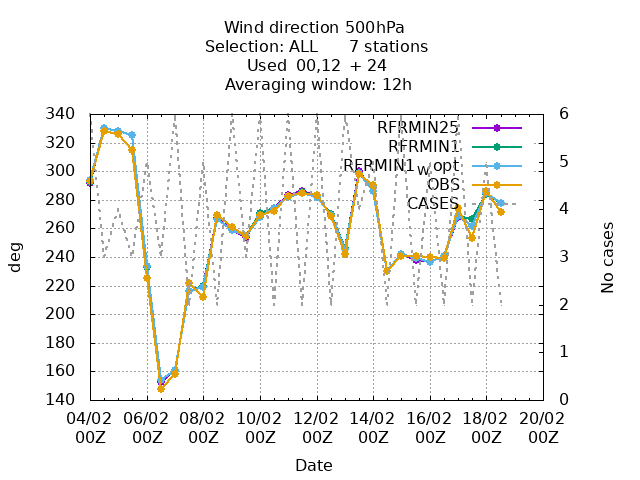 Wind direction 500hPa
Selection: ALL 7 stations
Used 00,12 + 24
Averaging window: 12h
RFRMIN25
RFRMIN1
RFRMIN1w opt
OBS
CASES
deg
340
320
300
280
260
240
220
200
180
160
140
6
5
4
3
2
1
0
No cases
04/02 06/02 08/02 10/02 12/02 14/02 16/02 18/02 20/02
00Z 00Z 00Z 00Z 00Z 00Z 00Z 00Z 00Z
Date